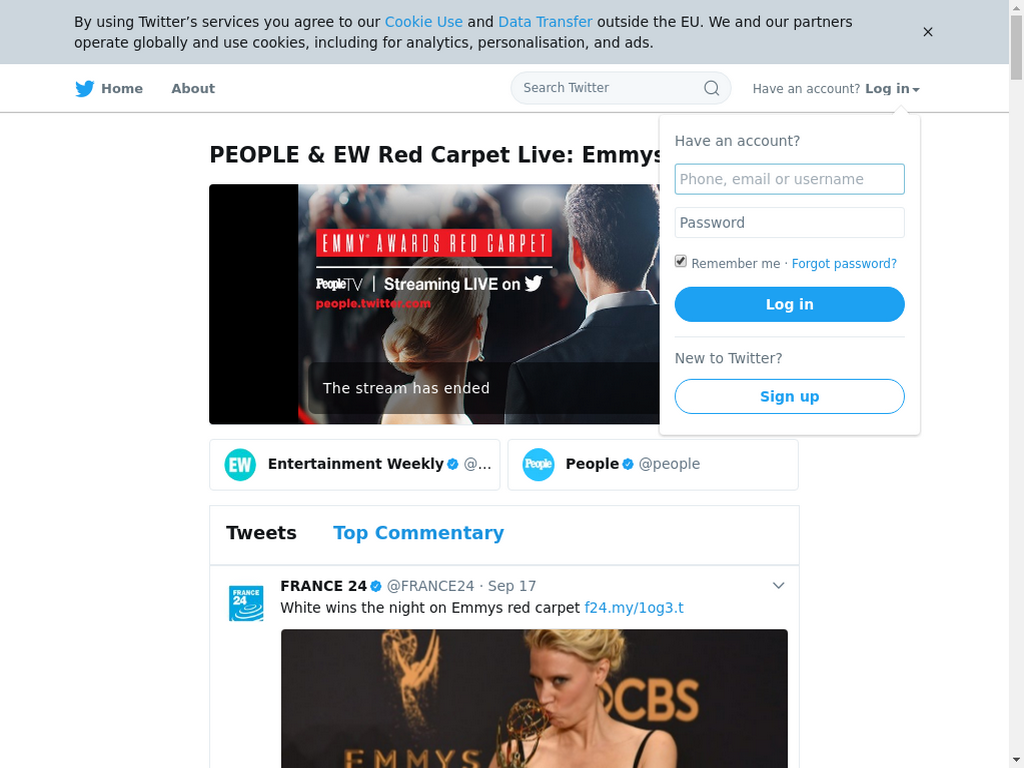 By using Twitter’s services you agree to our Cookie Use and Data Transfer outside the EU. We and our partners
operate globally and use cookies, including for analytics, personalisation, and ads.
Home
About
Search Twitter
Have an account? Log in
Have an account?
Phone, email or username
Password
Remember me · Forgot password?
Log in
New to Twitter?
Sign up
PEOPLE & EW Red Carpet Live: Emmys
EMMY® AWARDS RED CARPET
PeopleTV | Streaming LIVE on
people.twitter.com
The stream has ended
EW
Entertainment Weekly @...
People
People @people
Tweets
Top Commentary
FRANCE 24
FRANCE 24 @FRANCE24 · Sep 17
White wins the night on Emmys red carpet f24.my/1og3.t
CBS
EMMYS